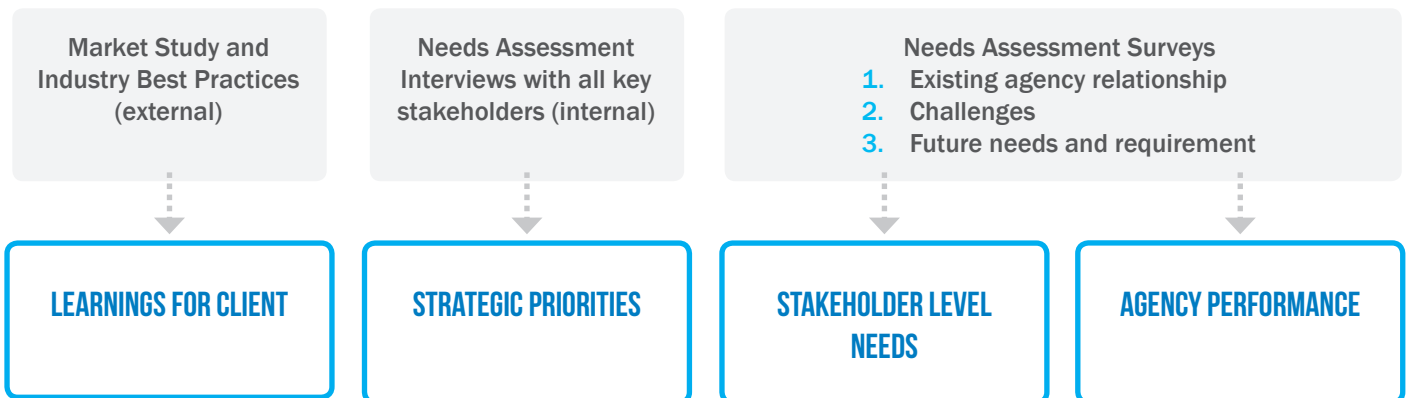 Market Study and
Industry Best Practices
(external)
Needs Assessment
Interviews with all key
stakeholders (internal)
Needs Assessment Surveys
1. Existing agency relationship
2. Challenges
3. Future needs and requirement
LEARNINGS FOR CLIENT
STRATEGIC PRIORITIES
STAKEHOLDER LEVEL
NEEDS
AGENCY PERFORMANCE